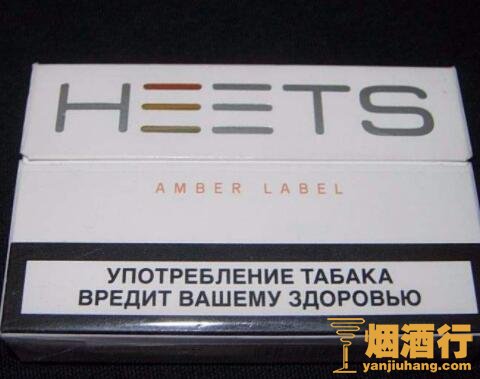 HEETS
AMBER LABEL
УПОТРЕБЛЕНИЕ ТАБАКА
ВРЕДИТ ВАШЕМУ ЗДОРОВЬЮ
烟酒行
yanjiuhang.com